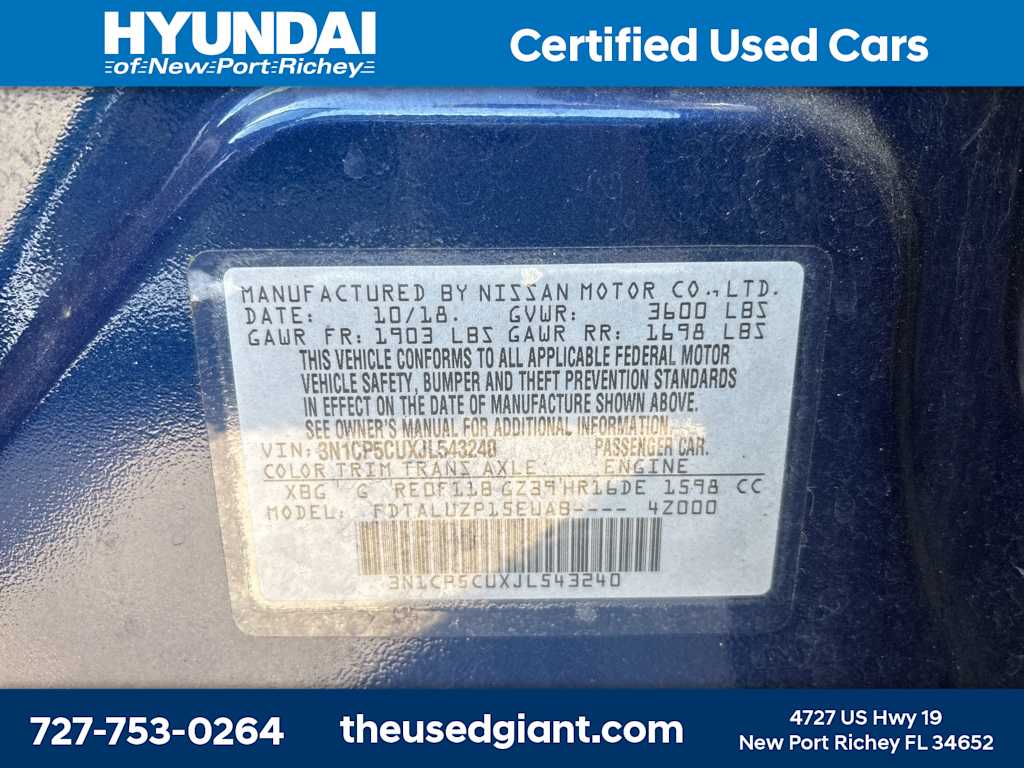 HYUNDAI
of New Port Richey
Certified Used Cars
MANUFACTURED BY NISSAN MOTOR CO., LTD.
DATE: 10/18. GVWR: 3600 LBS
GAWR FR: 1903 LBS GAWR RR: 1698 LBS
THIS VEHICLE CONFORMS TO ALL APPLICABLE FEDERAL MOTOR
VEHICLE SAFETY, BUMPER AND THEFT PREVENTION STANDARDS
IN EFFECT ON THE DATE OF MANUFACTURE SHOWN ABOVE.
SEE OWNER'S MANUAL FOR ADDITIONAL INFORMATION.
VIN: 3N1CP5CUXJL543240 PASSENGER CAR.
COLOR TRIM TRANS AXLE ENGINE
XBG G RE0F11B GZ39 HR16DE 1598 CC
MODEL: FDTALUZP15EWAB---- 4Z000
3N1CP5CUXJL543240
727-753-0264
theusedgiant.com
4727 US Hwy 19
New Port Richey FL 34652